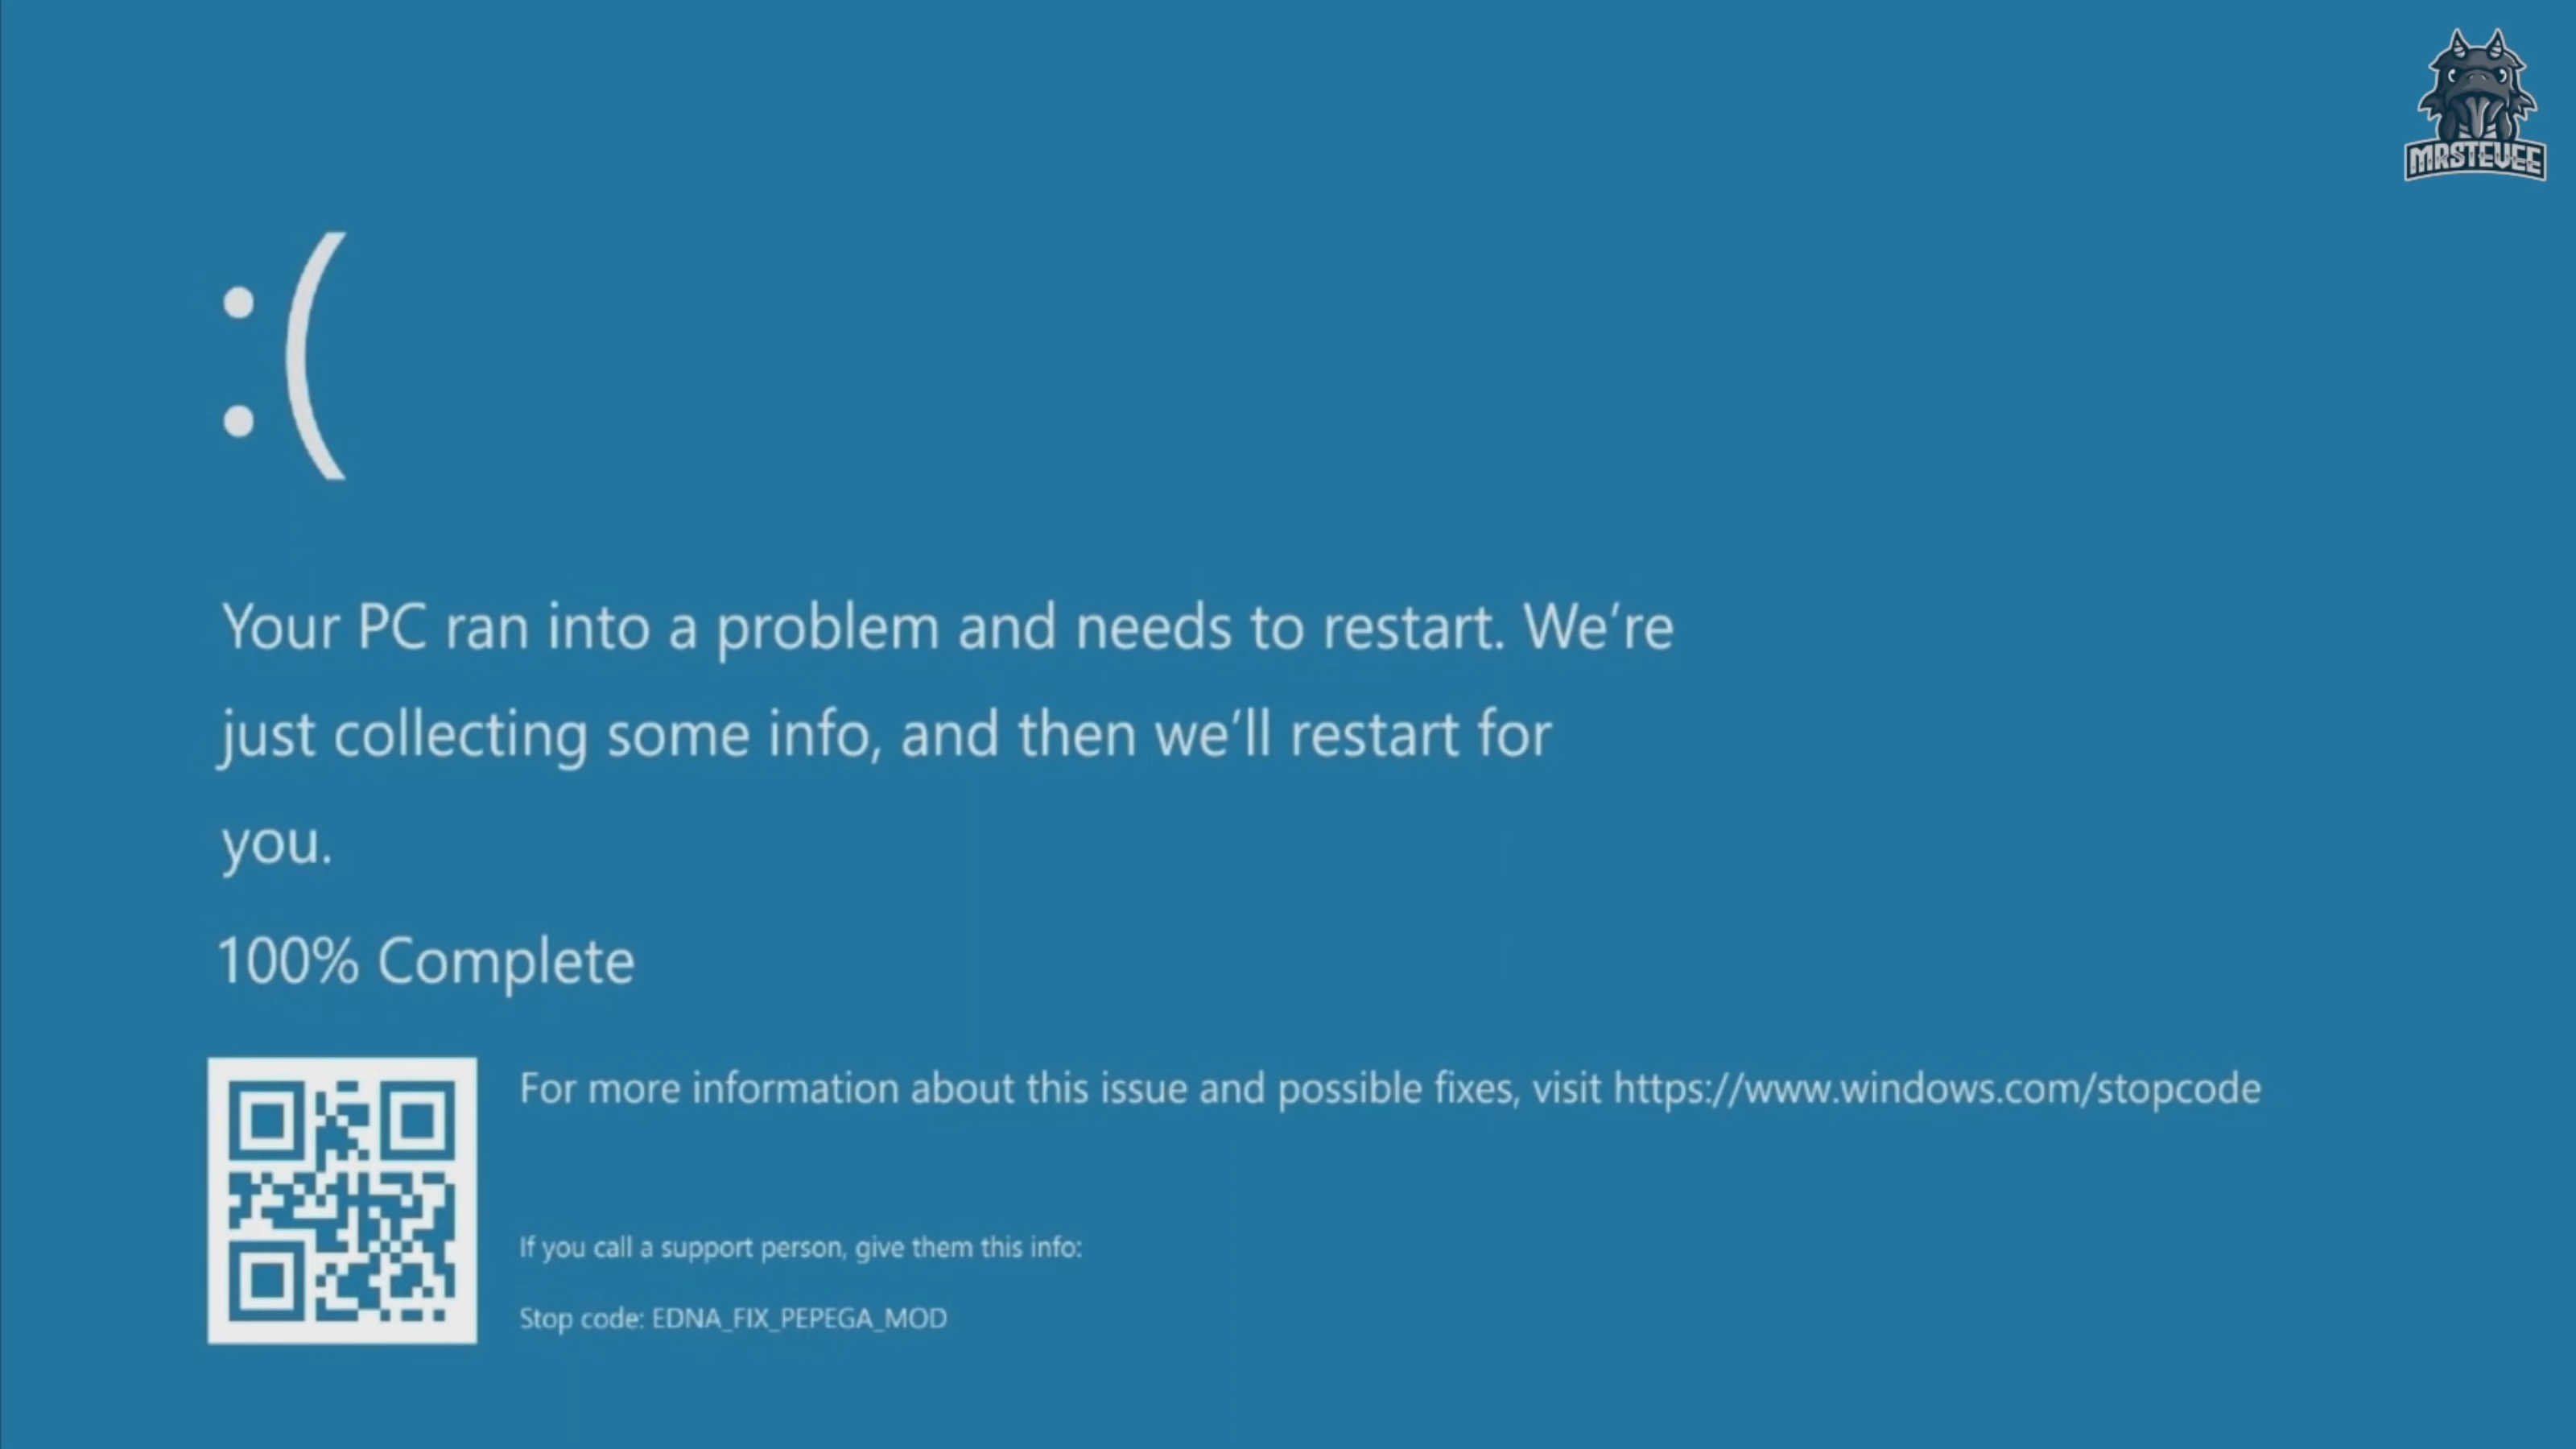 MRSTEVEE
:(
Your PC ran into a problem and needs to restart. We're
just collecting some info, and then we'll restart for
you.
100% Complete
For more information about this issue and possible fixes, visit https://www.windows.com/stopcode
If you call a support person, give them this info:
Stop code: EDNA_FIX_PEPEGA_MOD